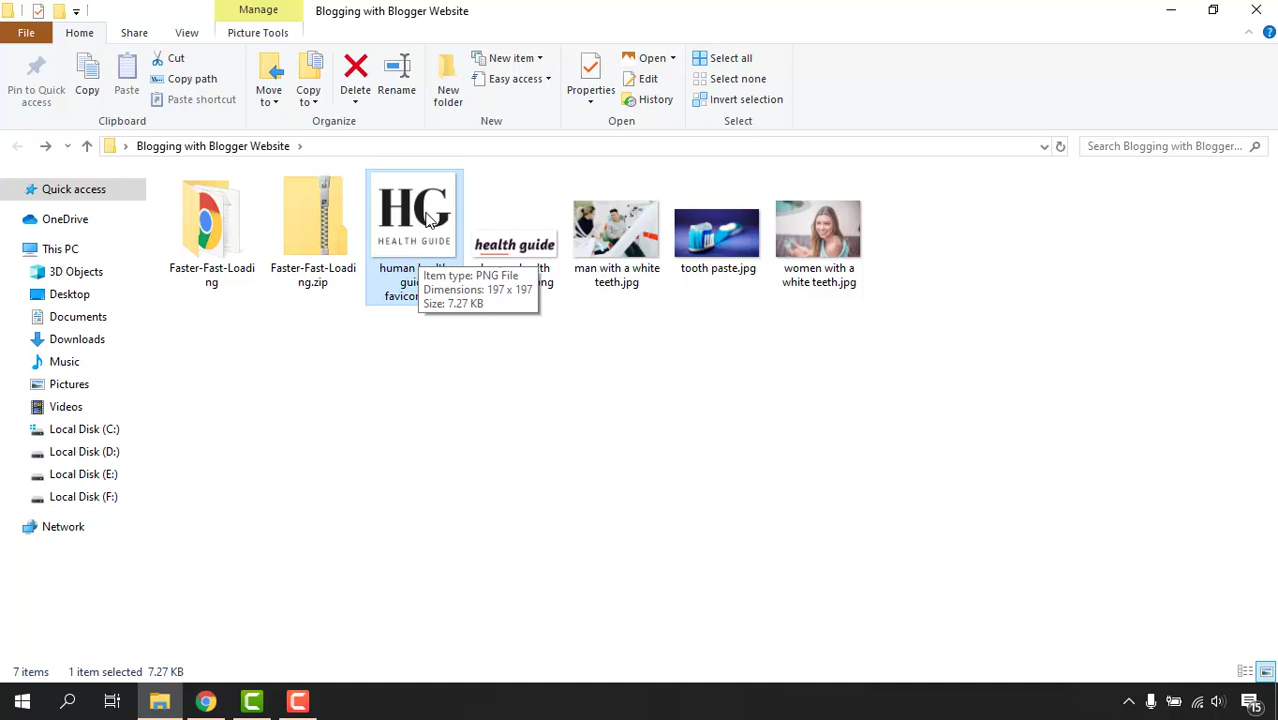 Manage
Blogging with Blogger Website
File
Home
Share
View
Picture Tools
Pin to Quick access
Copy
Paste
Cut
Copy path
Paste shortcut
Clipboard
Move to
Copy to
Delete
Rename
Organize
New folder
New item
Easy access
New
Properties
Open
Edit
History
Open
Select all
Select none
Invert selection
Select
Blogging with Blogger Website
Search Blogging with Blogger...
Quick access
OneDrive
This PC
3D Objects
Desktop
Documents
Downloads
Music
Pictures
Videos
Local Disk (C:)
Local Disk (D:)
Local Disk (E:)
Local Disk (F:)
Network
Faster-Fast-Loadi
ng
Faster-Fast-Loadi
ng.zip
HG
HEALTH GUIDE
human
health guide
man with a white
teeth.jpg
tooth paste.jpg
women with a
white teeth.jpg
Item type: PNG File
Dimensions: 197 x 197
Size: 7.27 KB
7 items
1 item selected 7.27 KB
15